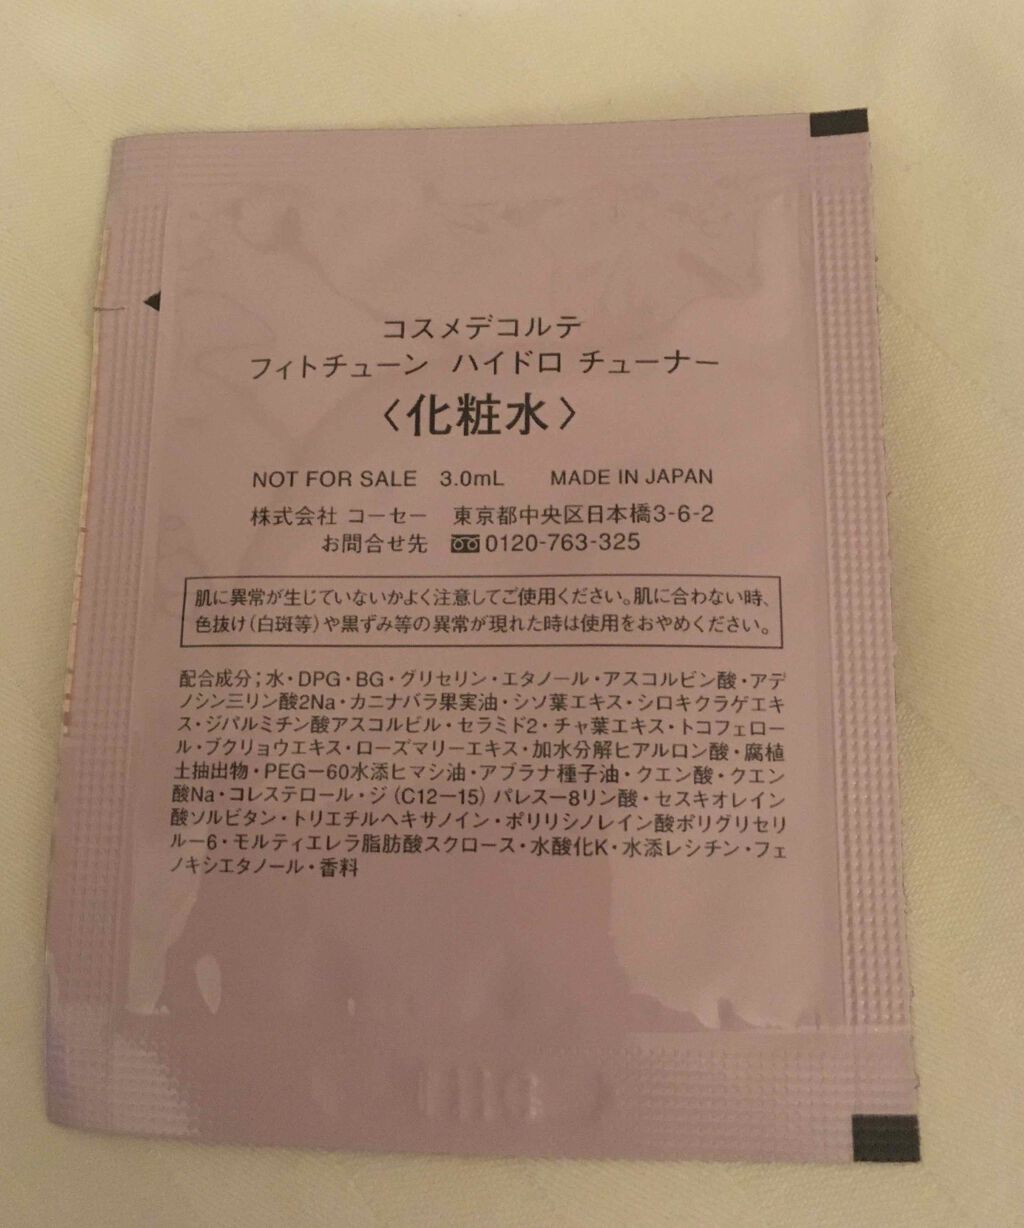 コスメデコルテ
フィトチューン ハイドロ チューナー
〈化粧水〉
NOT FOR SALE 3.0mL MADE IN JAPAN
株式会社 コーセー 東京都中央区日本橋3-6-2
お問合せ先 0120-763-325
肌に異常が生じていないかよく注意してご使用ください。肌に合わない時、
色抜け(白斑等)や黒ずみ等の異常が現れた時は使用をおやめください。
配合成分;水・DPG・BG・グリセリン・エタノール・アスコルビン酸・アデ
ノシン三リン酸2Na・カニナバラ果実油・シソ葉エキス・シロキクラゲエキ
ス・ジパルミチン酸アスコルビル・セラミド2・チャ葉エキス・トコフェロー
ル・ブクリョウエキス・ローズマリーエキス・加水分解ヒアルロン酸・腐植
土抽出物・PEGー60水添ヒマシ油・アブラナ種子油・クエン酸・クエン
酸Na・コレステロール・ジ(C12ー15)パレスー8リン酸・セスキオレイン
酸ソルビタン・トリエチルヘキサノイン・ポリリシノレイン酸ポリグリセリ
ルー6・モルティエレラ脂肪酸スクロース・水酸化K・水添レシチン・フェ
ノキシエタノール・香料